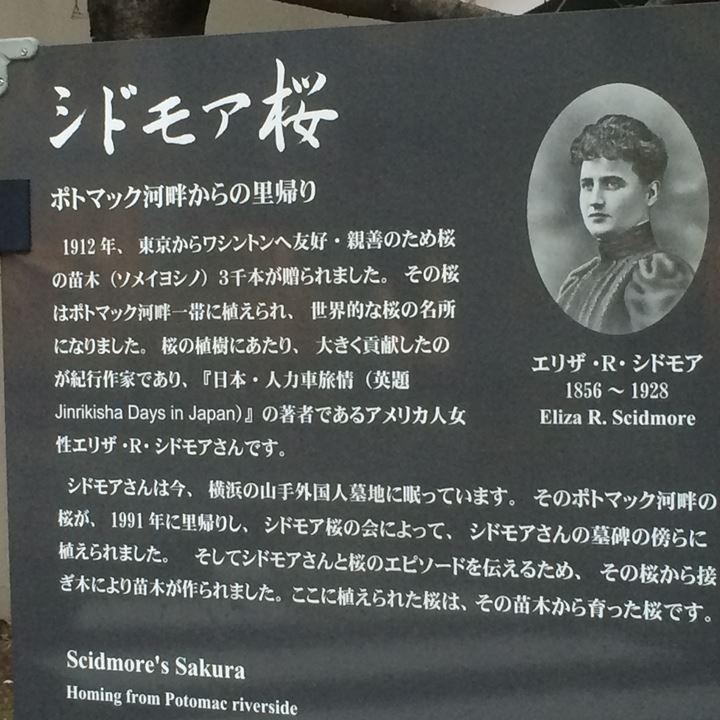 シドモア桜
ポトマック河畔からの里帰り
1912年、東京からワシントンへ友好・親善のため桜
の苗木（ソメイヨシノ）3千本が贈られました。その桜
はポトマック河畔一帯に植えられ、世界的な桜の名所
になりました。桜の植樹にあたり、大きく貢献したの
が紀行作家であり、『日本・人力車旅情（英題
Jinrikisha Days in Japan）』の著者であるアメリカ人女
性エリザ・R・シドモアさんです。
エリザ・R・シドモア
1856～1928
Eliza R. Scidmore
シドモアさんは今、横浜の山手外国人墓地に眠っています。そのポトマック河畔の
桜が、1991年に里帰りし、シドモア桜の会によって、シドモアさんの墓碑の傍らに
植えられました。 そしてシドモアさんと桜のエピソードを伝えるため、その桜から接
ぎ木により苗木が作られました。ここに植えられた桜は、その苗木から育った桜です。
Scidmore's Sakura
Homing from Potomac riverside